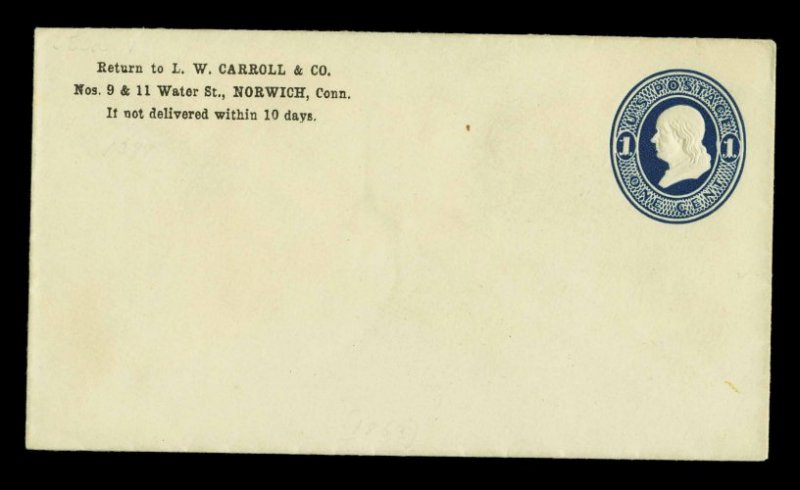 Return to L. W. CARROLL & CO.
Nos. 9 & 11 Water St., NORWICH, Conn.
If not delivered within 10 days.
U.S. POSTAGE
1 1
ONE CENT